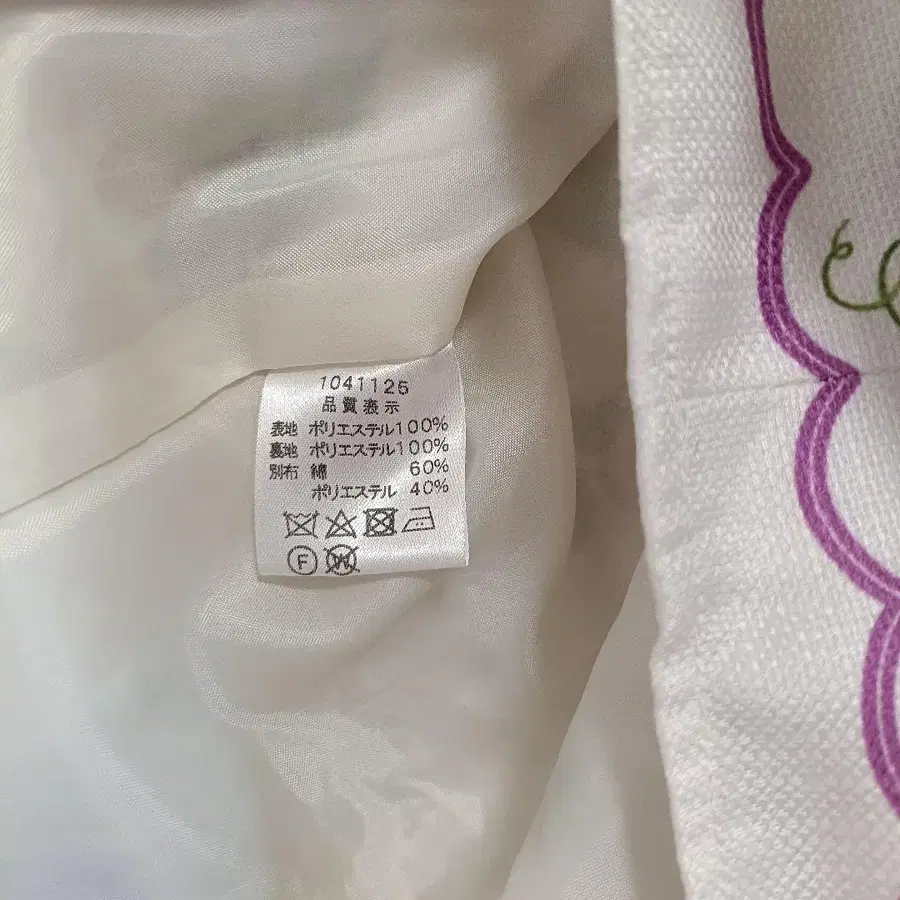 1041125
品質表示
表地 ポリエステル100%
裏地 ポリエステル100%
別布 綿 60%
ポリエステル 40%
F W